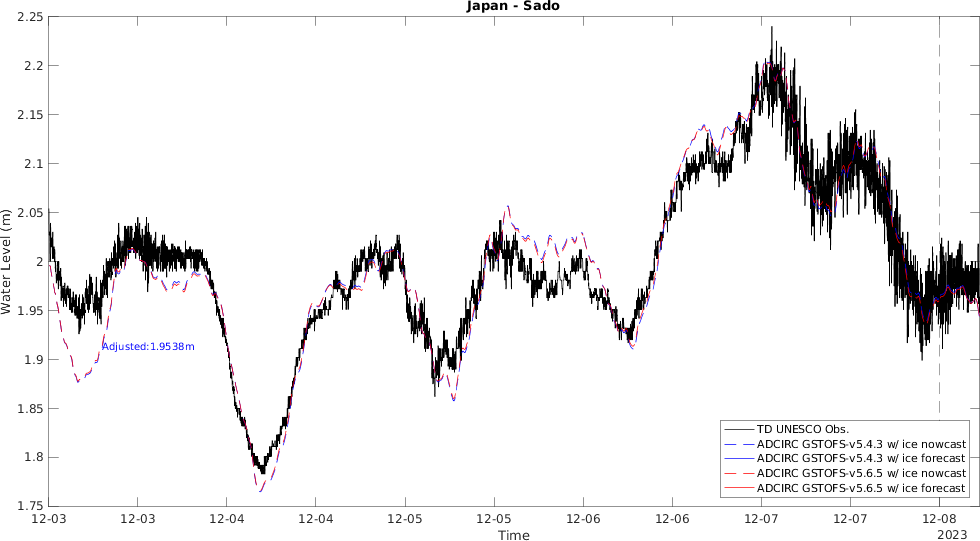 Japan - Sado
2.25
2.2
2.15
2.1
2.05
2
1.95
1.9
1.85
1.8
1.75
Water Level (m)
Adjusted:1.9538m
TD UNESCO Obs.
ADCIRC GSTOFS-v5.4.3 w/ ice nowcast
ADCIRC GSTOFS-v5.4.3 w/ ice forecast
ADCIRC GSTOFS-v5.6.5 w/ ice nowcast
ADCIRC GSTOFS-v5.6.5 w/ ice forecast
12-03 12-03 12-04 12-04 12-05 12-05 12-06 12-06 12-07 12-07 12-08
Time
2023